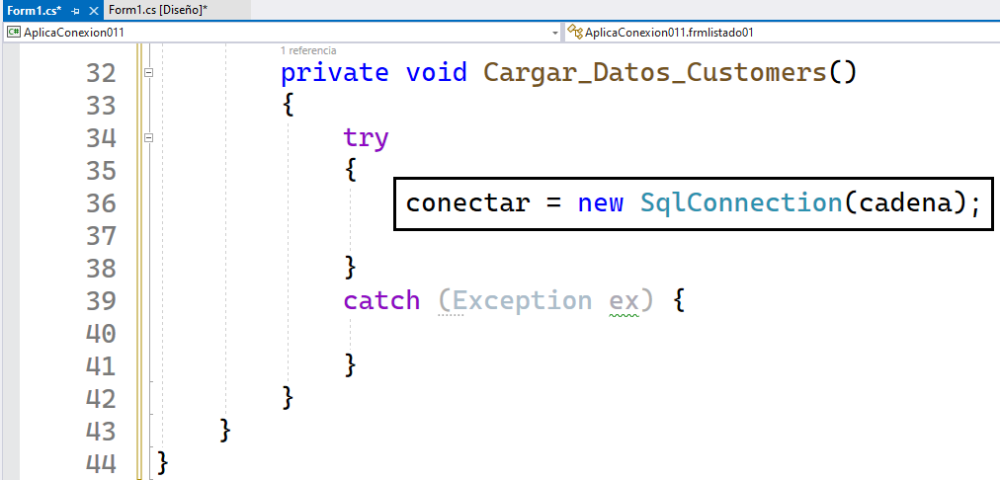 Form1.cs* Form1.cs [Diseño]*
C# AplicaConexion011 AplicaConexion011.frmlistado01
1 referencia
32 private void Cargar_Datos_Customers()
33 {
34 try
35 {
36 conectar = new SqlConnection(cadena);
37
38 }
39 catch (Exception ex) {
40
41 }
42 }
43 }
44 }